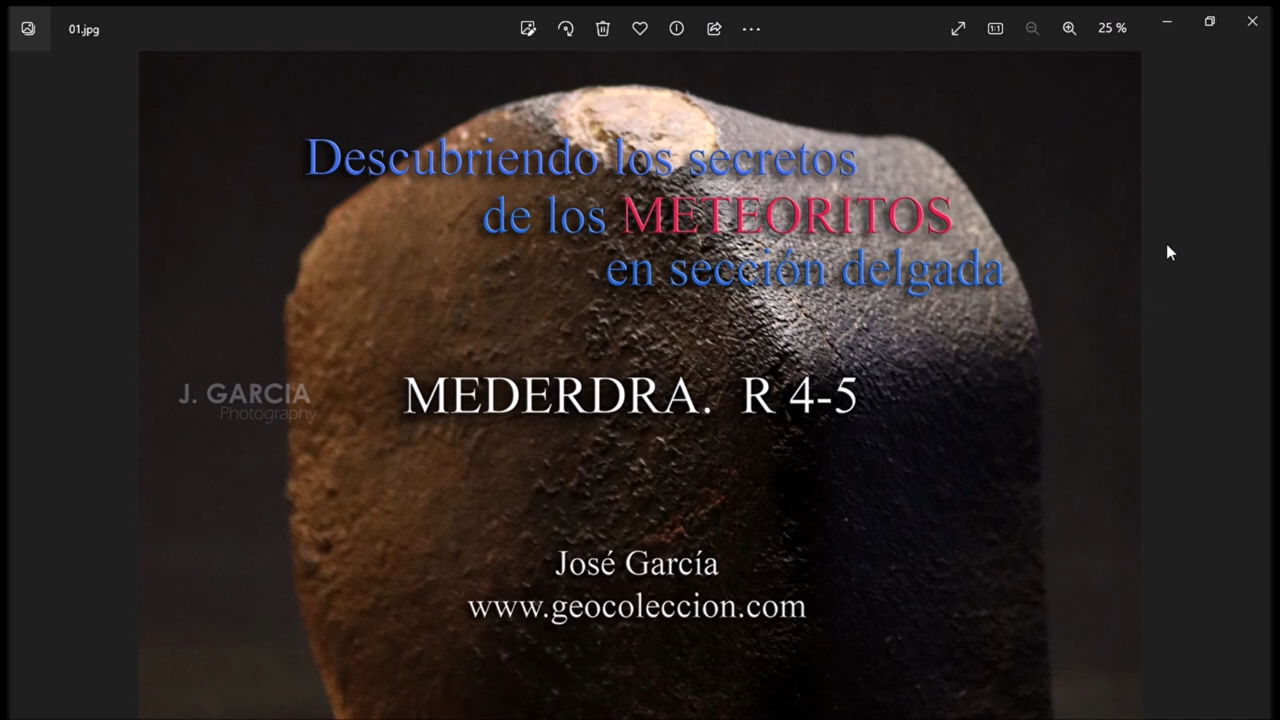 01.jpg
25 %
Descubriendo los secretos
de los METEORITOS
en sección delgada
J. GARCIA
Photography
MEDERDRA. R 4-5
José García
www.geocoleccion.com